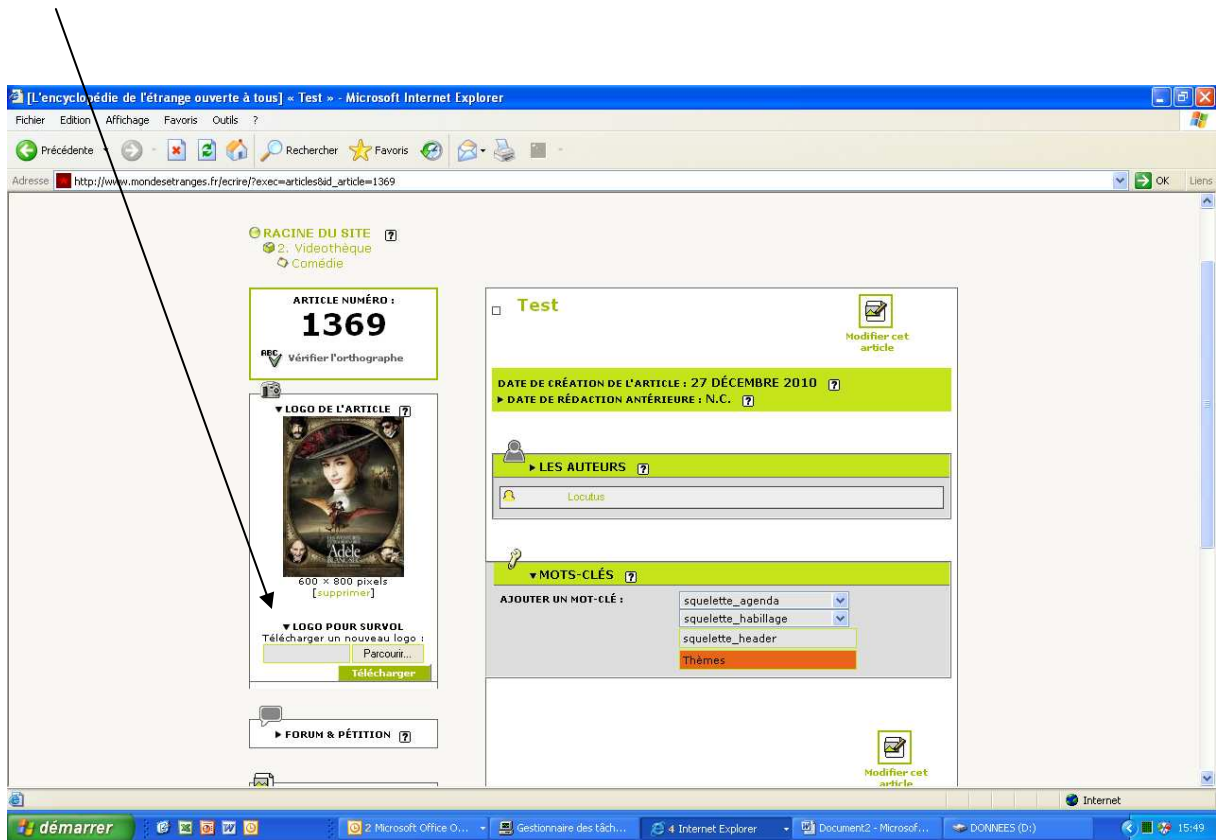 [L'encyclopédie de l'étrange ouverte à tous] « Test » - Microsoft Internet Explorer
Fichier Edition Affichage Favoris Outils ?
Précédente Rechercher Favoris
Adresse http://www.mondesetranges.fr/ecrire/?exec=articles&id_article=1369 OK Liens
RACINE DU SITE ?
2. Videothèque
Comédie
ARTICLE NUMÉRO :
1369
ABC Vérifier l'orthographe
LOGO DE L'ARTICLE ?
Adèle
BLANC-SEC
600 × 800 pixels
[supprimer]
LOGO POUR SURVOL
Télécharger un nouveau logo :
Parcourir...
Télécharger
FORUM & PÉTITION ?
Test
Modifier cet
article
DATE DE CRÉATION DE L'ARTICLE : 27 DÉCEMBRE 2010 ?
DATE DE RÉDACTION ANTÉRIEURE : N.C. ?
LES AUTEURS ?
Locutus
MOTS-CLÉS ?
AJOUTER UN MOT-CLÉ :
squelette_agenda
squelette_habillage
squelette_header
Thèmes
Modifier cet
article
Internet
démarrer 2 Microsoft Office O... Gestionnaire des tâch... 4 Internet Explorer Document2 - Microsof... DONNEES (D:) 15:49